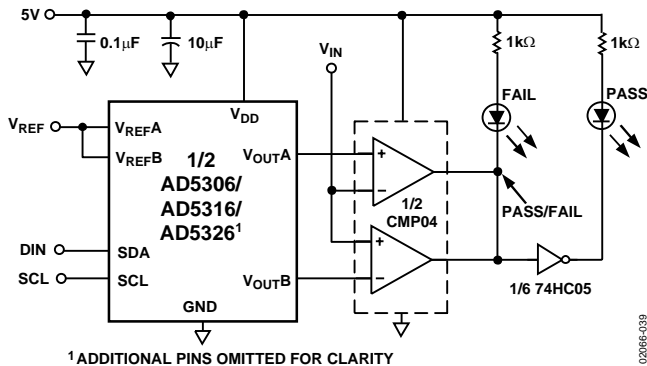 5V
0.1µF
10µF
VIN
1kΩ
1kΩ
FAIL
PASS
VDD
VREF
VREFA
VREFB
1/2
AD5306/
AD5316/
AD5326¹
VOUTA
VOUTB
+
−
+
−
1/2
CMP04
PASS/FAIL
DIN
SDA
SCL
SCL
GND
1/6 74HC05
¹ADDITIONAL PINS OMITTED FOR CLARITY
02066-039